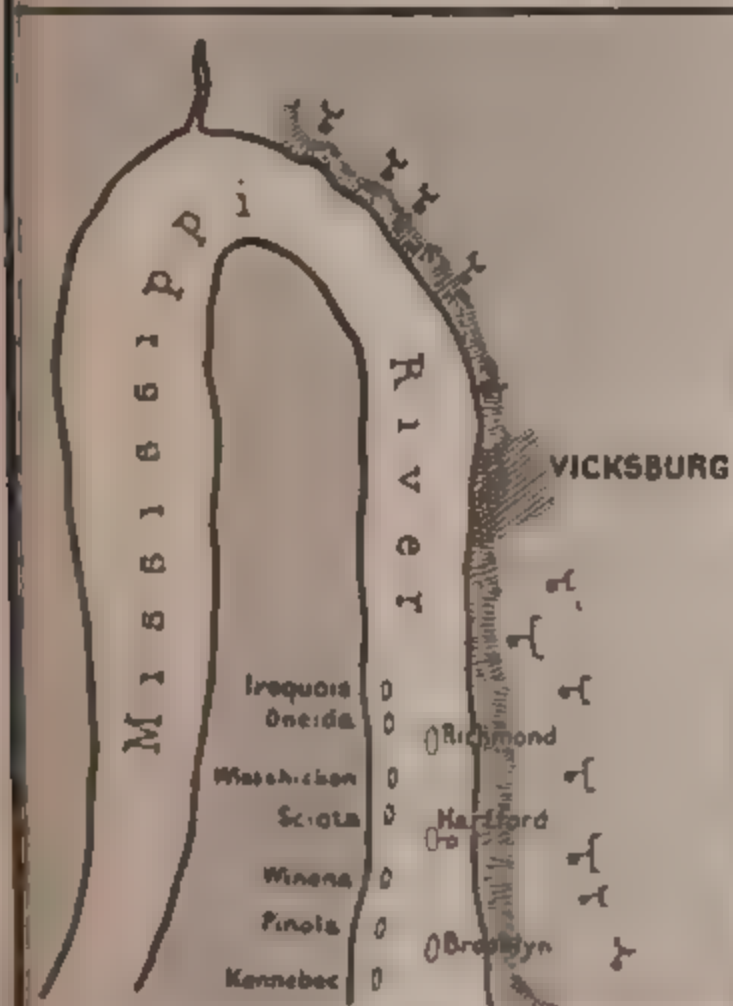 Mississippi
River
VICKSBURG
Iroquois
Oneida
Richmond
Wissahickon
Sciota
Hartford
Winona
Pinola
Brooklyn
Kennebec